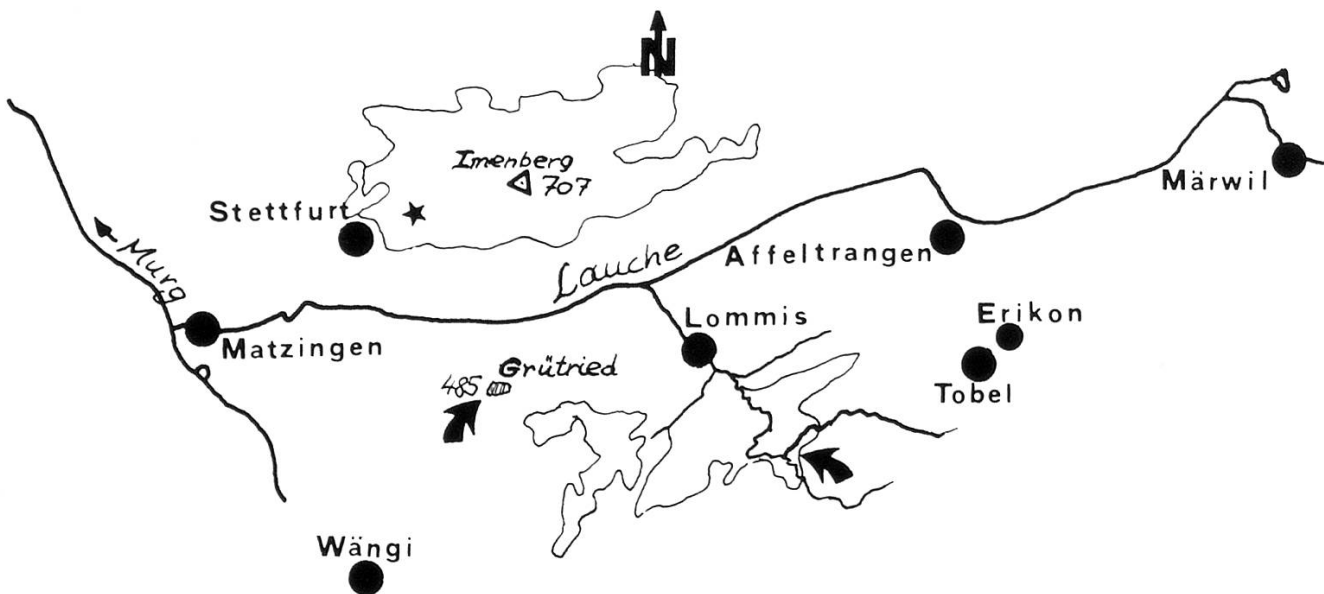 N
Imenberg
707
Stettfurt
Murg
Lauche
Affeltrangen
Märwil
Matzingen
Lommis
Erikon
Grütried
485
Tobel
Wängi